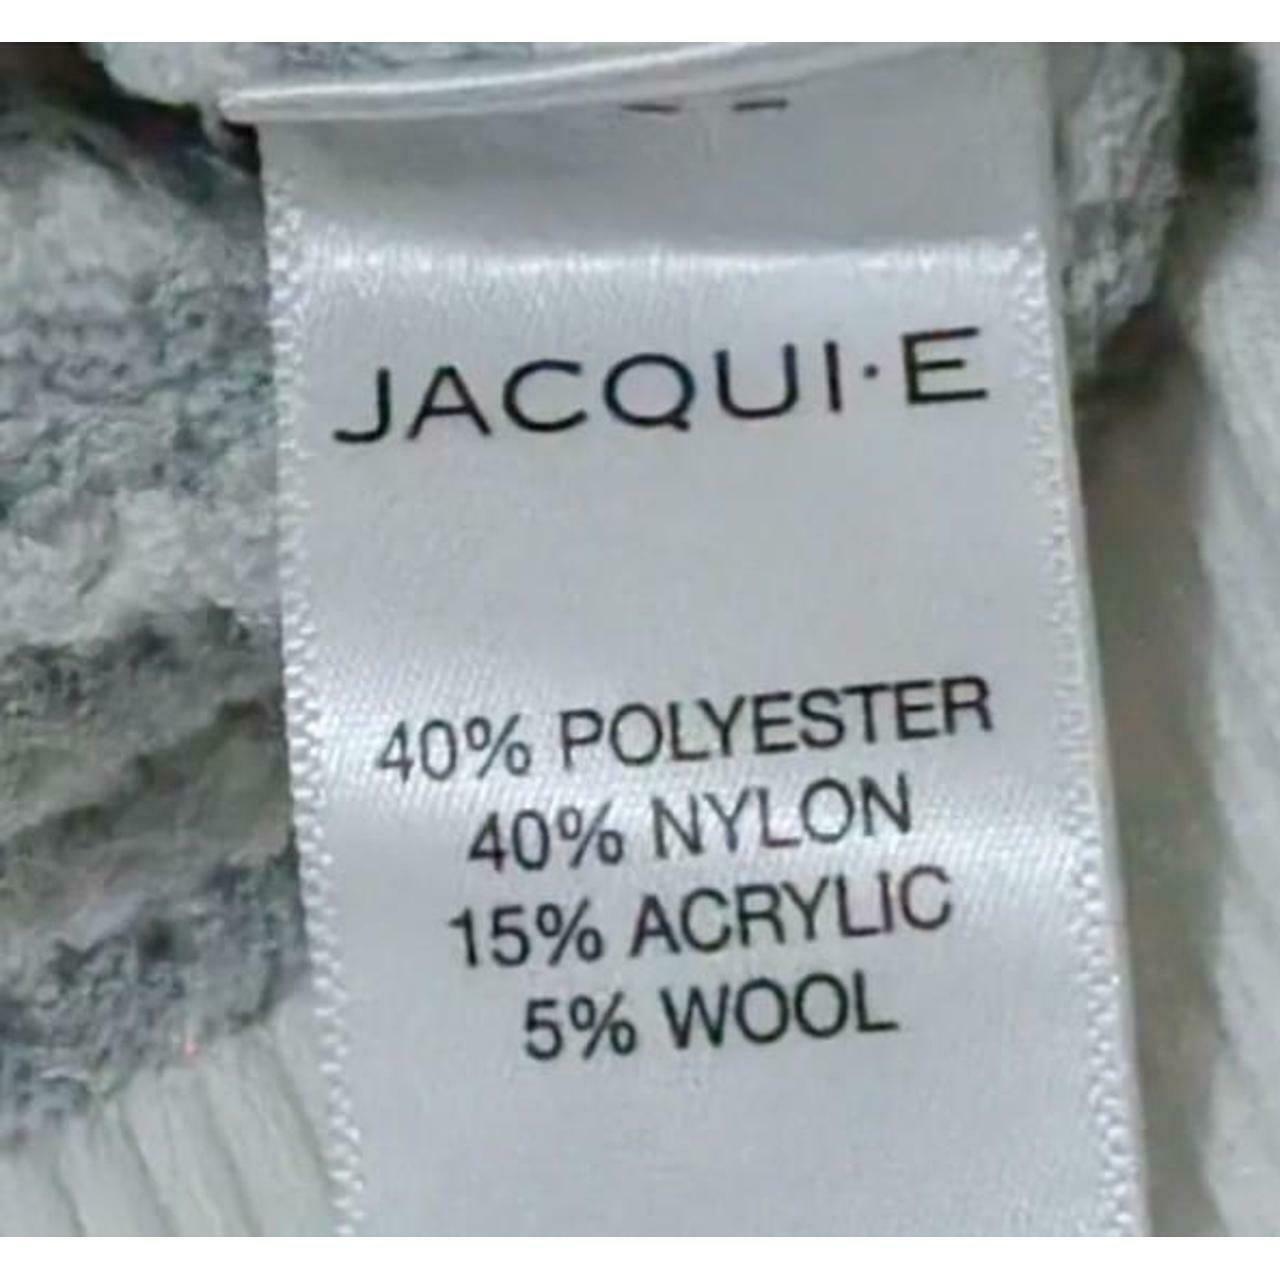 JACQUI·E
40% POLYESTER
40% NYLON
15% ACRYLIC
5% WOOL